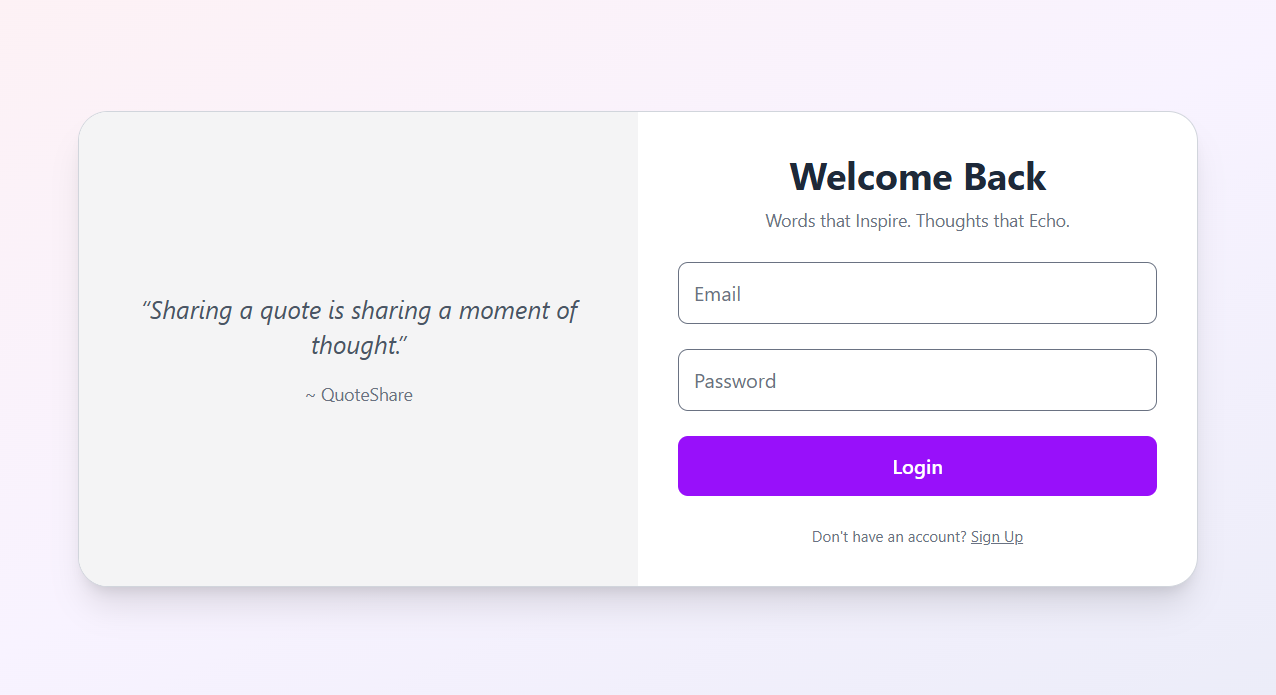 “Sharing a quote is sharing a moment of
thought.”
~ QuoteShare
Welcome Back
Words that Inspire. Thoughts that Echo.
Email
Password
Login
Don't have an account? Sign Up